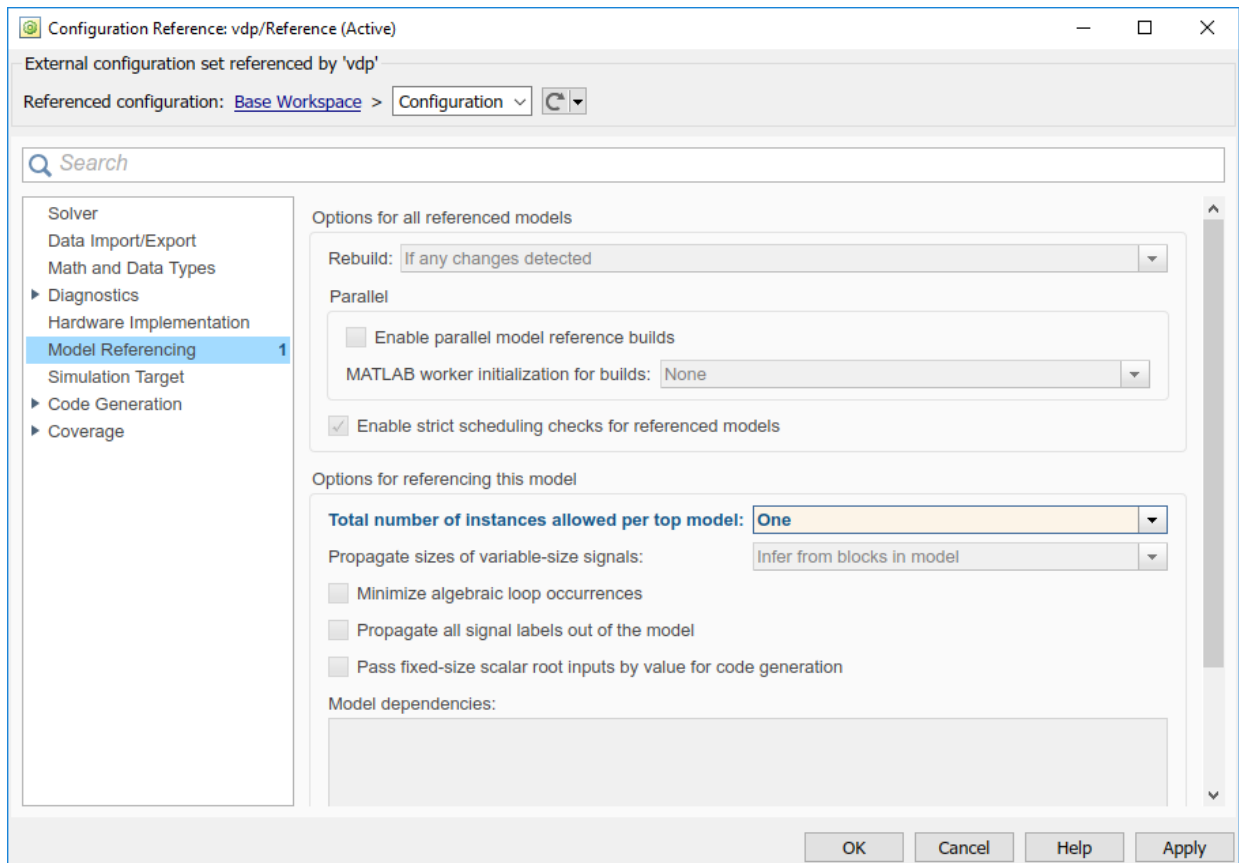 Configuration Reference: vdp/Reference (Active)
External configuration set referenced by 'vdp'
Referenced configuration: Base Workspace > Configuration
Search
Solver
Data Import/Export
Math and Data Types
Diagnostics
Hardware Implementation
Model Referencing 1
Simulation Target
Code Generation
Coverage
Options for all referenced models
Rebuild: If any changes detected
Parallel
Enable parallel model reference builds
MATLAB worker initialization for builds: None
Enable strict scheduling checks for referenced models
Options for referencing this model
Total number of instances allowed per top model: One
Propagate sizes of variable-size signals: Infer from blocks in model
Minimize algebraic loop occurrences
Propagate all signal labels out of the model
Pass fixed-size scalar root inputs by value for code generation
Model dependencies:
OK Cancel Help Apply